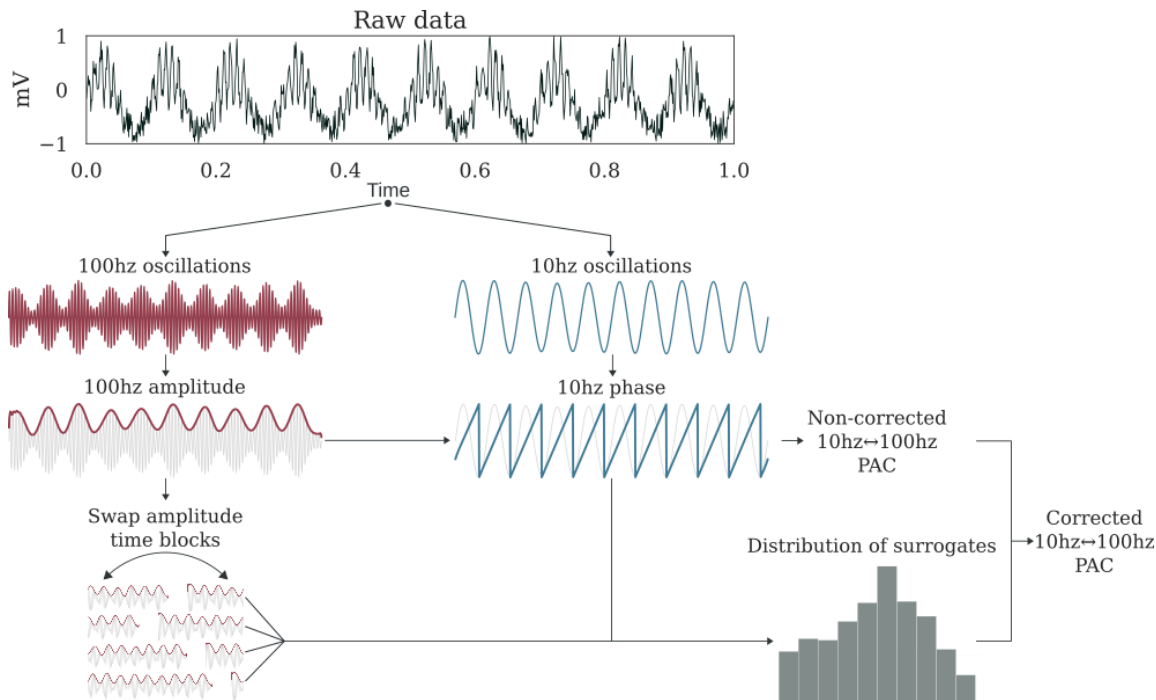 Raw data
1
0
−1
mV
0.0 0.2 0.4 0.6 0.8 1.0
Time
100hz oscillations
10hz oscillations
100hz amplitude
10hz phase
Non-corrected
10hz↔100hz
PAC
Swap amplitude
time blocks
Distribution of surrogates
Corrected
10hz↔100hz
PAC